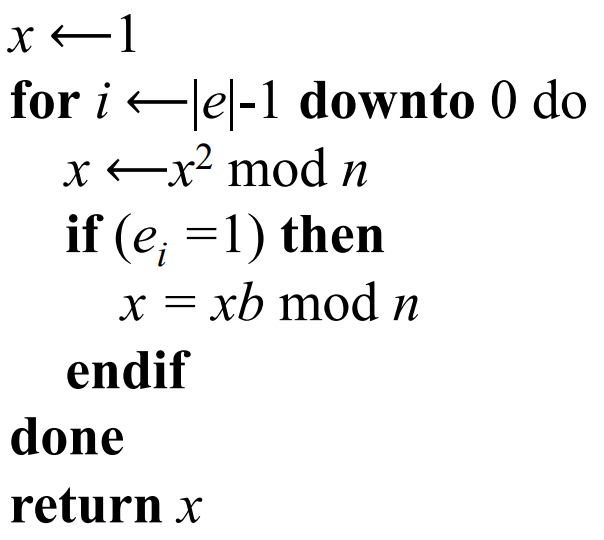 x ←1
for i ←|e|-1 downto 0 do
x ←x² mod n
if (eᵢ =1) then
x = xb mod n
endif
done
return x